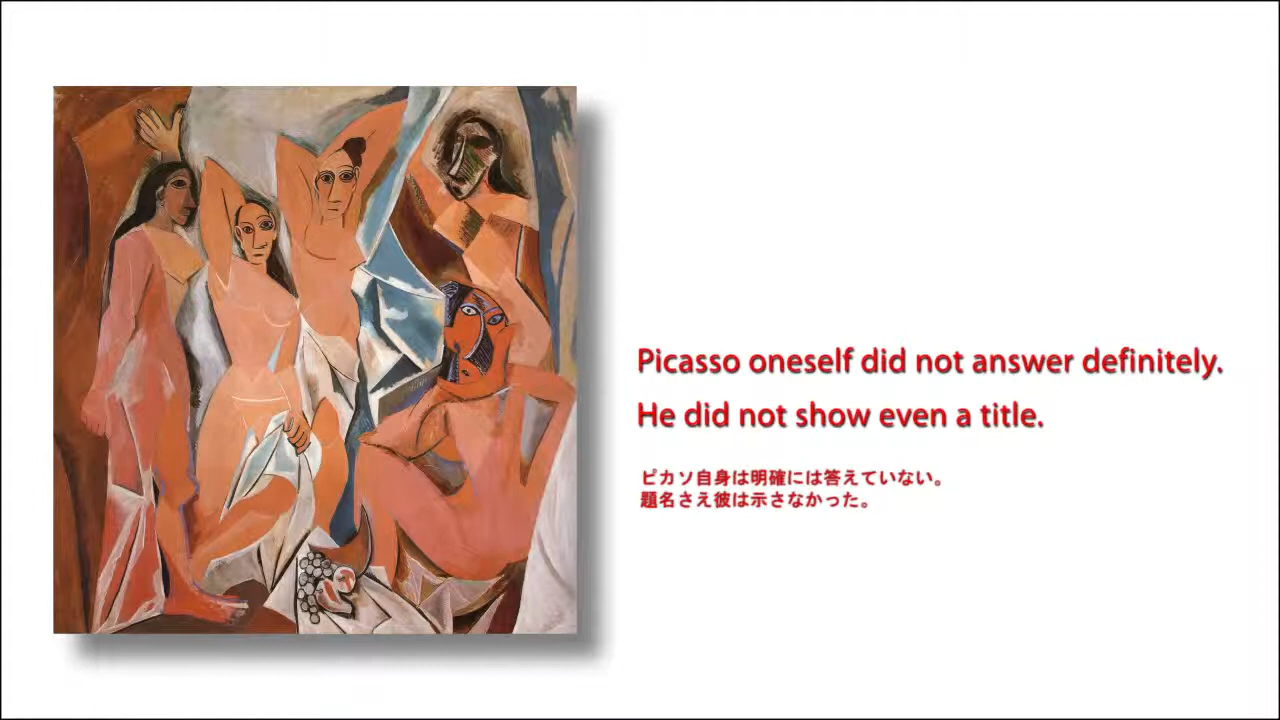 Picasso oneself did not answer definitely.
He did not show even a title.
ピカソ自身は明確には答えていない。
題名さえ彼は示さなかった。